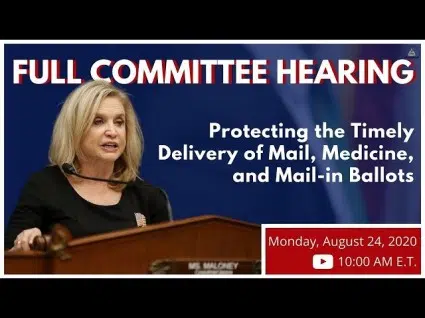 FULL COMMITTEE HEARING
Protecting the Timely
Delivery of Mail, Medicine,
and Mail-in Ballots
Monday, August 24, 2020
10:00 AM E.T.
MS. MALONEY